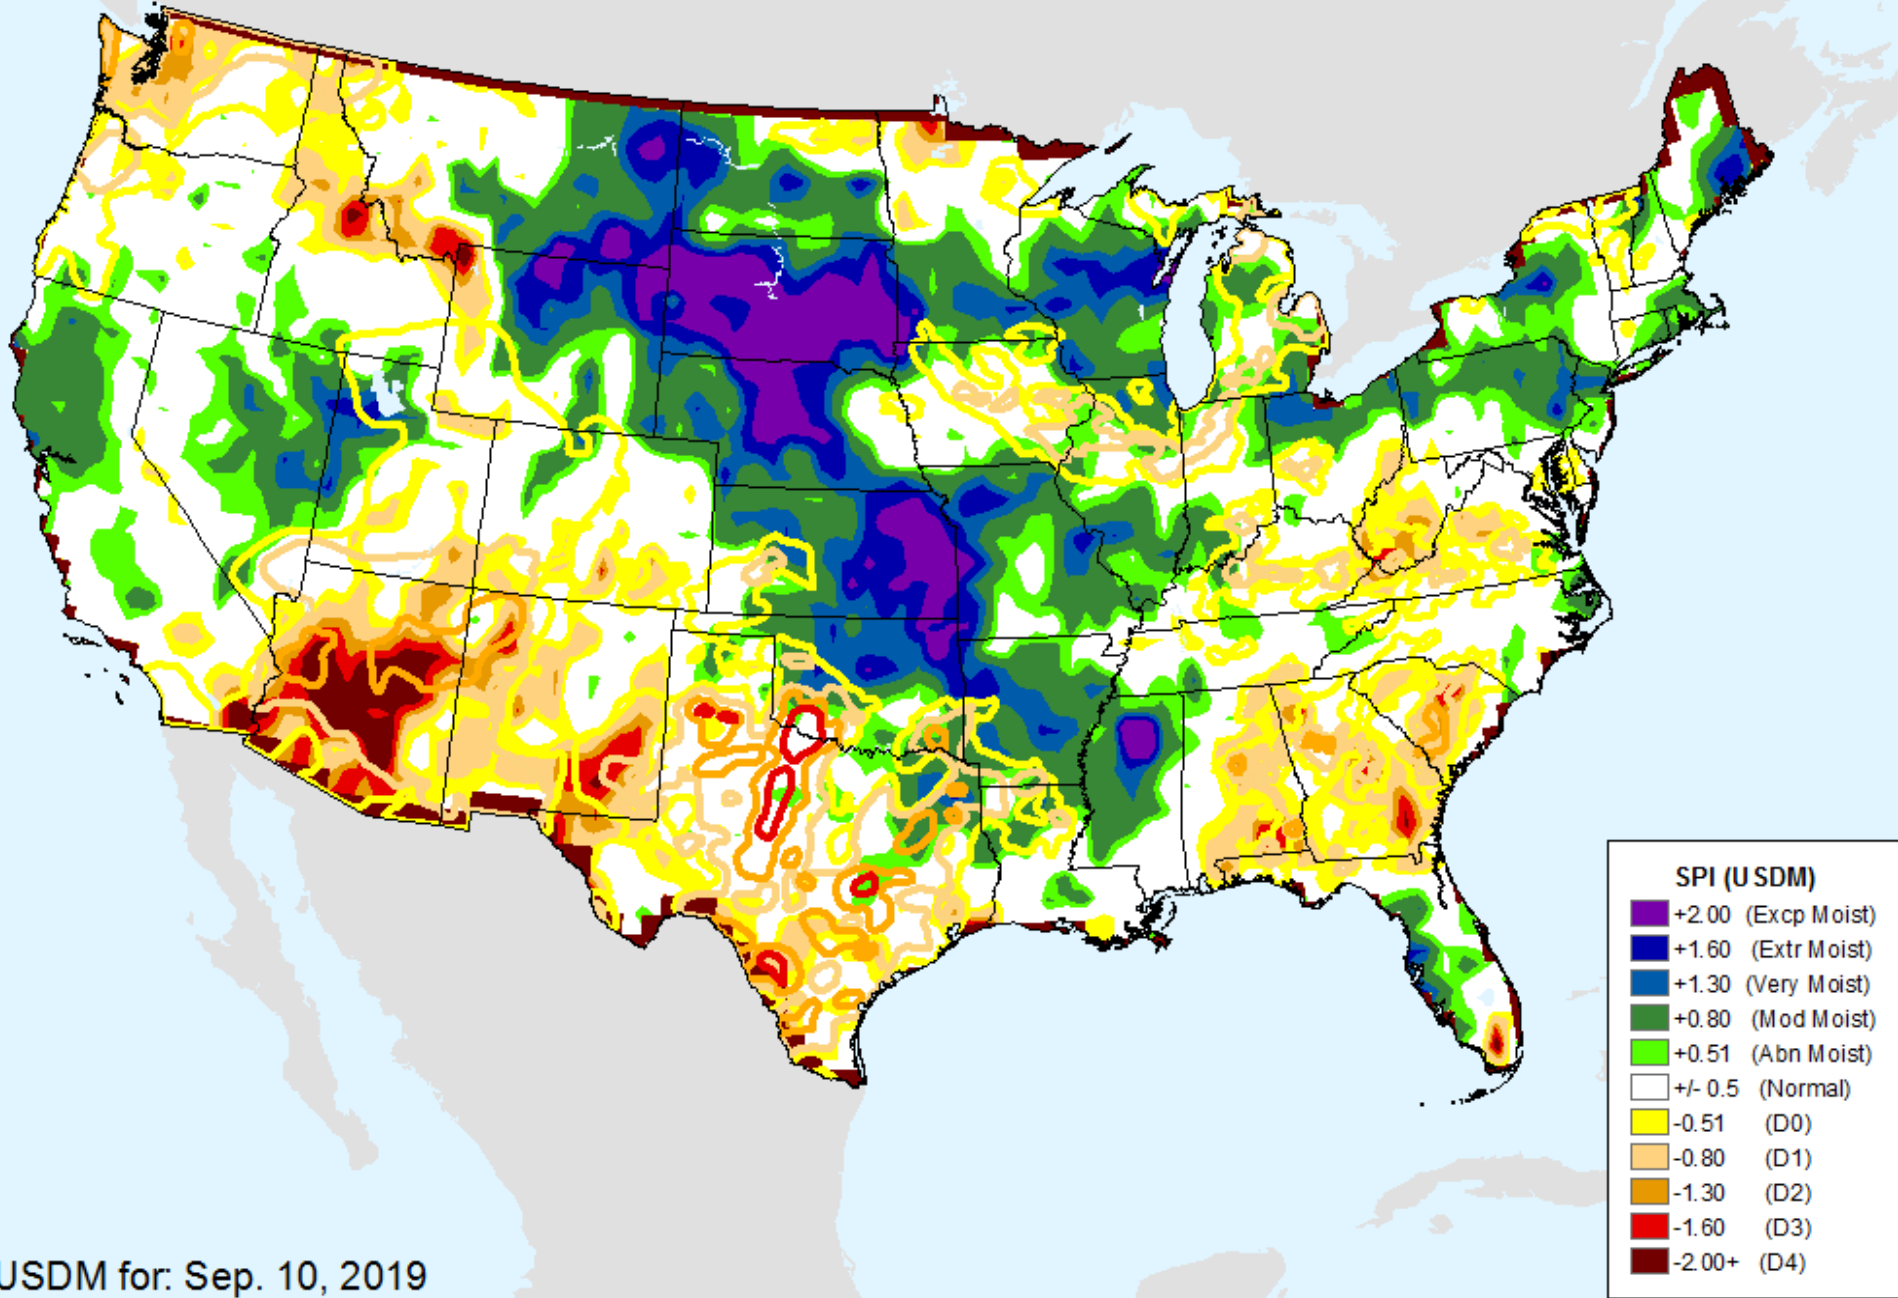 SPI (USDM)
+2.00 (Excp Moist)
+1.60 (Extr Moist)
+1.30 (Very Moist)
+0.80 (Mod Moist)
+0.51 (Abn Moist)
+/- 0.5 (Normal)
-0.51 (D0)
-0.80 (D1)
-1.30 (D2)
-1.60 (D3)
-2.00+ (D4)
USDM for: Sep. 10, 2019